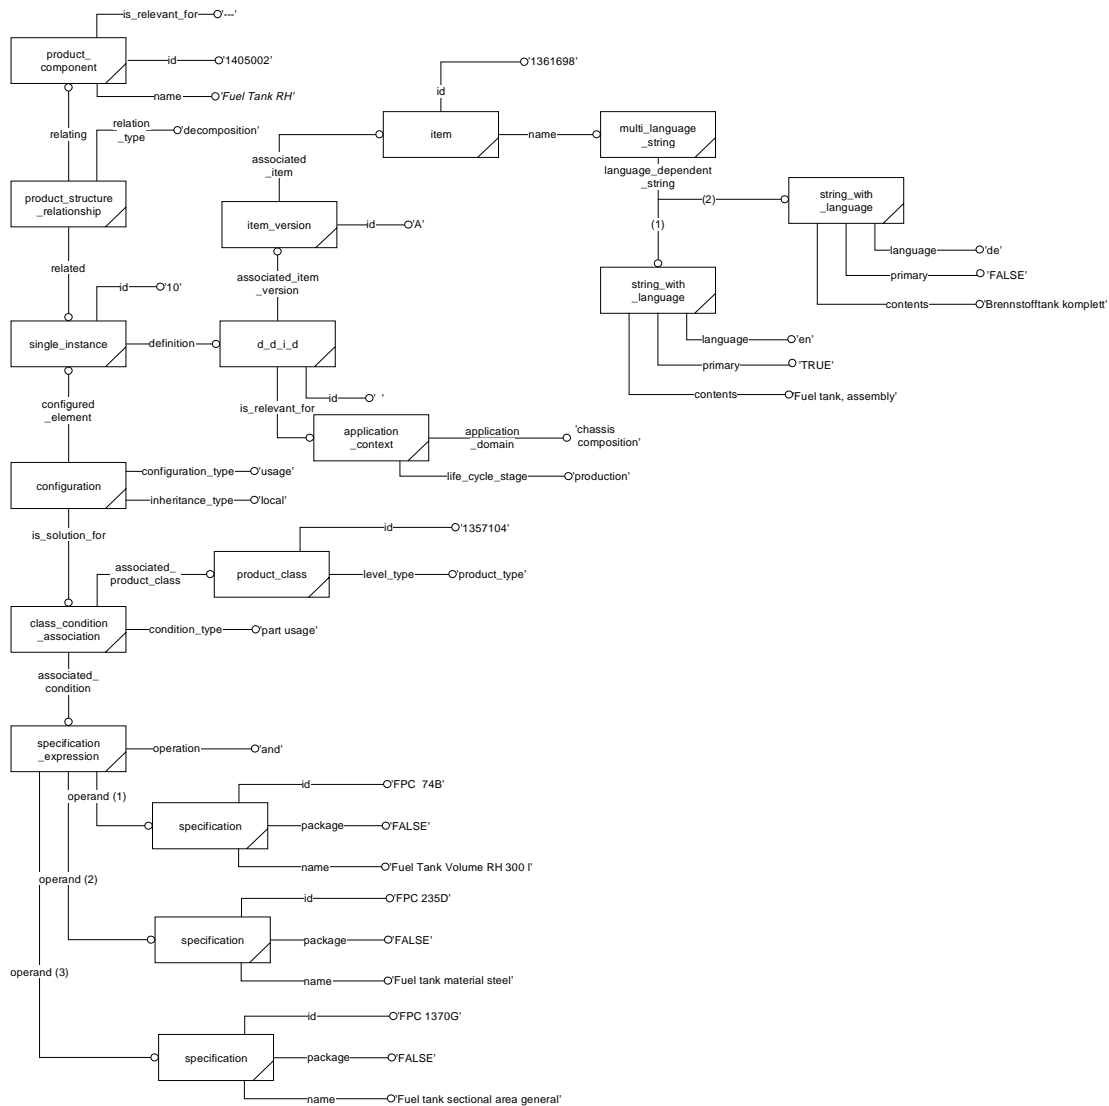 is_relevant_for
'---'
product_
component
id
'1405002'
name
'Fuel Tank RH'
relating
relation
_type
'decomposition'
product_structure
_relationship
related
id
'10'
single_instance
definition
d_d_i_d
id
' '
associated_item
_version
item_version
id
'A'
associated
_item
item
id
'1361698'
name
multi_language
_string
language_dependent
_string
(2)
(1)
string_with
_language
language
'de'
primary
'FALSE'
contents
'Brennstofftank komplett'
string_with
_language
language
'en'
primary
'TRUE'
contents
'Fuel tank, assembly'
is_relevant_for
application
_context
application
_domain
'chassis
composition'
life_cycle_stage
'production'
configured
_element
configuration
configuration_type
'usage'
inheritance_type
'local'
is_solution_for
associated_
product_class
product_class
id
'1357104'
level_type
'product_type'
class_condition
_association
condition_type
'part usage'
associated_
condition
specification
_expression
operation
'and'
operand (1)
specification
id
'FPC  74B'
package
'FALSE'
name
'Fuel Tank Volume RH 300 l'
operand (2)
specification
id
'FPC 235D'
package
'FALSE'
name
'Fuel tank material steel'
operand (3)
specification
id
'FPC 1370G'
package
'FALSE'
name
'Fuel tank sectional area general'